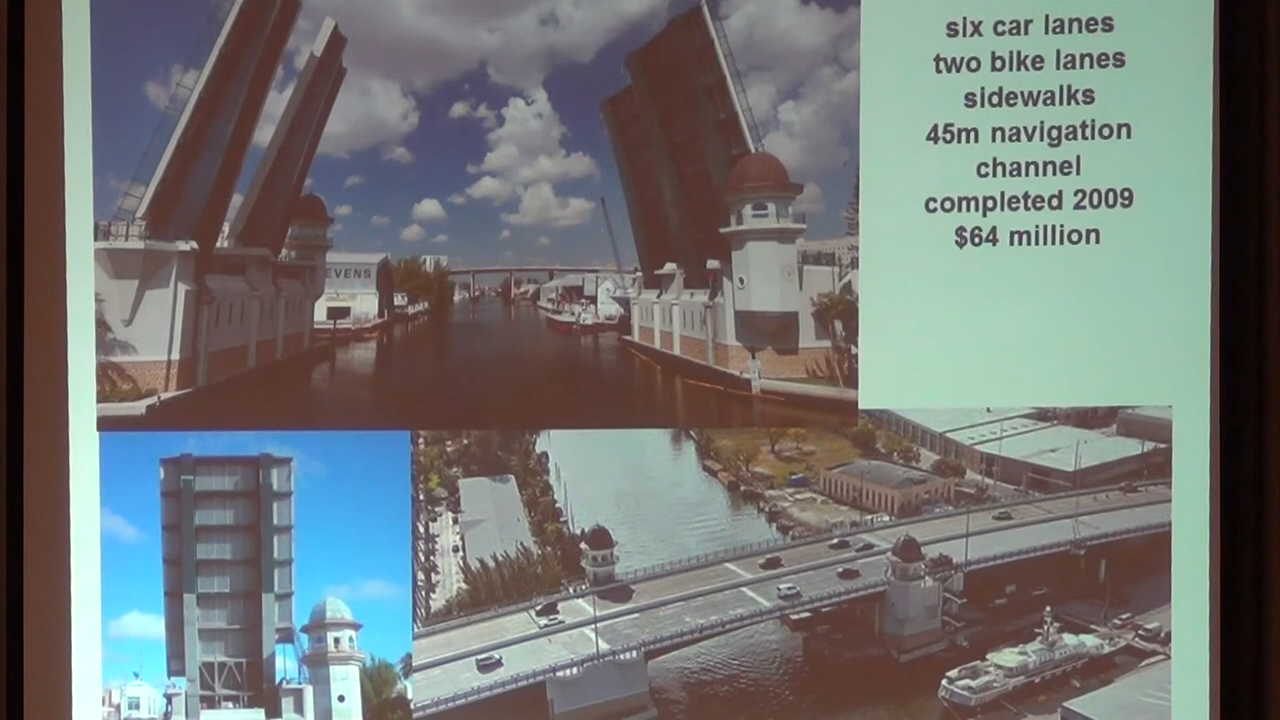 six car lanes
two bike lanes
sidewalks
45m navigation
channel
completed 2009
$64 million
EVENS